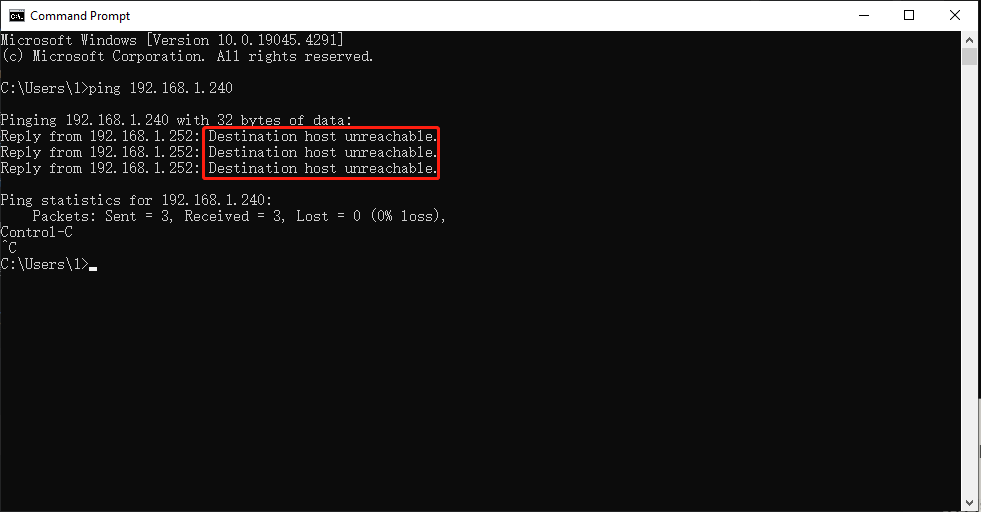 Command Prompt
Microsoft Windows [Version 10.0.19045.4291]
(c) Microsoft Corporation. All rights reserved.
C:\Users\1>ping 192.168.1.240
Pinging 192.168.1.240 with 32 bytes of data:
Reply from 192.168.1.252: Destination host unreachable.
Reply from 192.168.1.252: Destination host unreachable.
Reply from 192.168.1.252: Destination host unreachable.
Ping statistics for 192.168.1.240:
    Packets: Sent = 3, Received = 3, Lost = 0 (0% loss),
Control-C
^C
C:\Users\1>